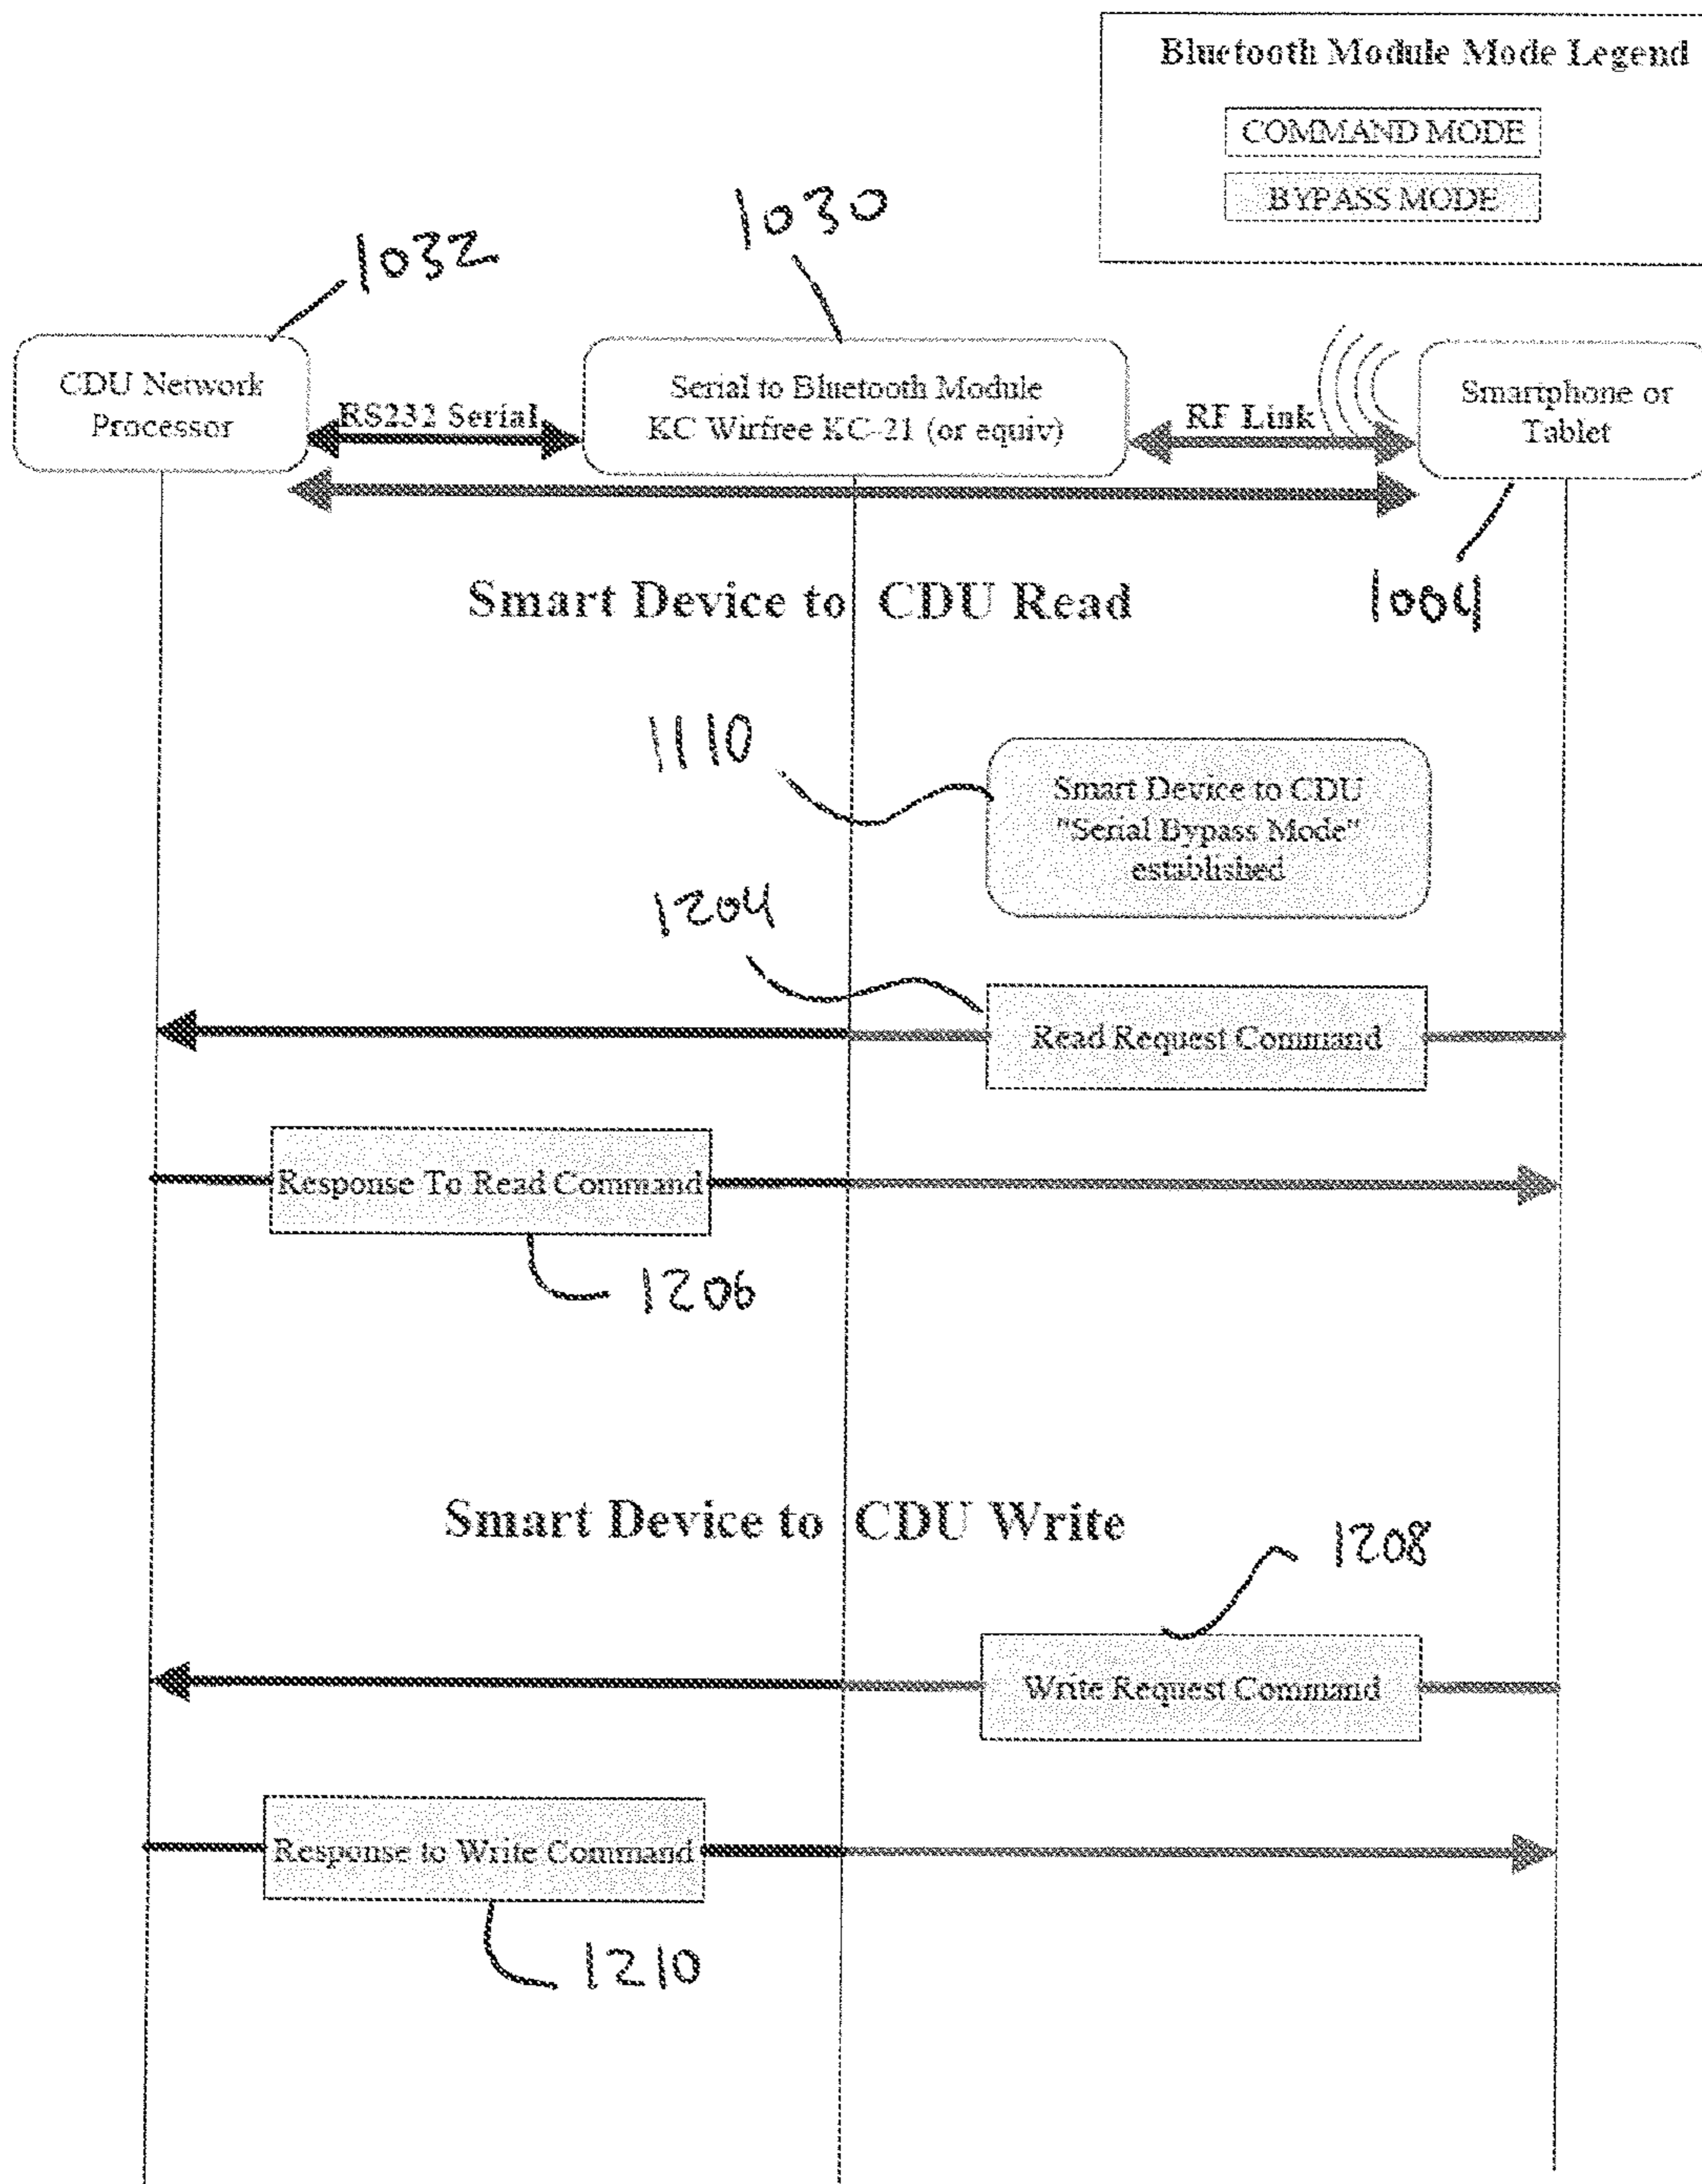 Bluetooth Module Mode Legend
COMMAND MODE
BYPASS MODE
1030
1032
CDU Network
Processor
RS232 Serial
Serial to Bluetooth Module
KC Wirfree KC-21 (or equiv)
RF Link
Smartphone or
Tablet
Smart Device to CDU Read
1004
1110
Smart Device to CDU
"Serial Bypass Mode"
established
1204
Read Request Command
Response To Read Command
1206
Smart Device to CDU Write
1208
Write Request Command
Response to Write Command
1210